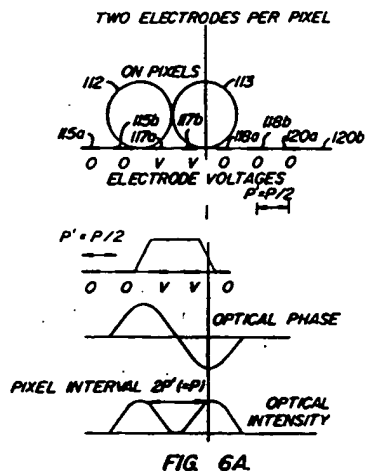 TWO ELECTRODES PER PIXEL
112 ON PIXELS 113
115a 115b 117a 117b 118a 118b 120a 120b
O O V V O O O
ELECTRODE VOLTAGES
P'=P/2
P' = P/2
O O V V O
OPTICAL PHASE
PIXEL INTERVAL 2P'(=P)
OPTICAL
INTENSITY
FIG. 6A.